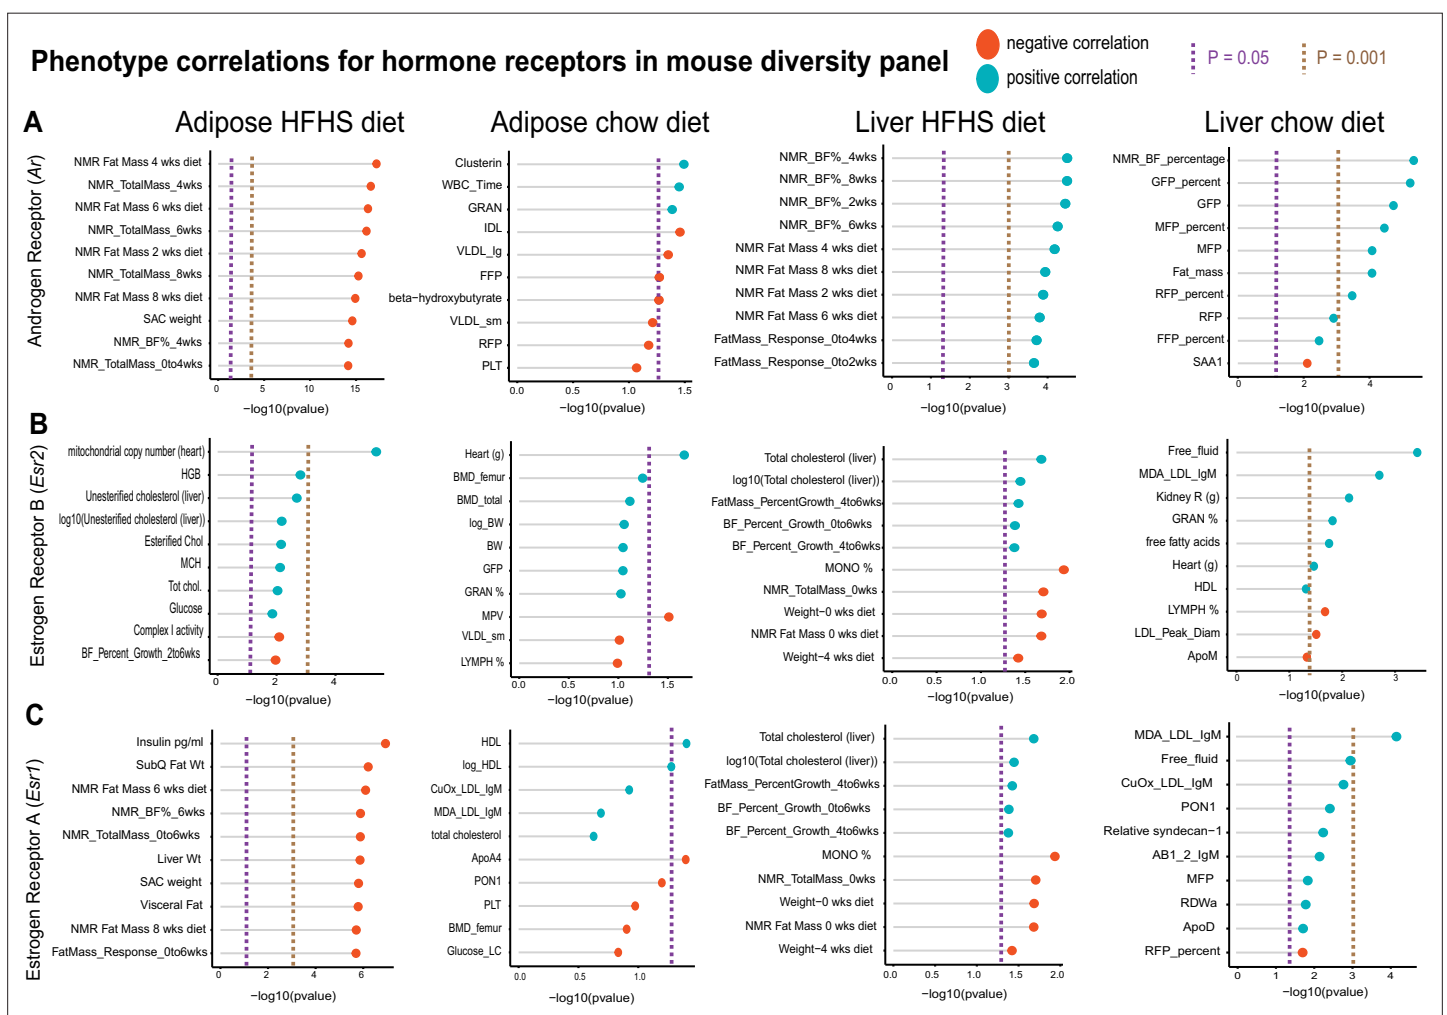 Phenotype correlations for hormone receptors in mouse diversity panel
negative correlation
positive correlation
P = 0.05
P = 0.001
A
Adipose HFHS diet
Adipose chow diet
Liver HFHS diet
Liver chow diet
Androgen Receptor (Ar)
NMR Fat Mass 4 wks diet
NMR_TotalMass_4wks
NMR Fat Mass 6 wks diet
NMR_TotalMass_6wks
NMR Fat Mass 2 wks diet
NMR_TotalMass_8wks
NMR Fat Mass 8 wks diet
SAC weight
NMR_BF%_4wks
NMR_TotalMass_0to4wks
0 5 10 15
−log10(pvalue)
Clusterin
WBC_Time
GRAN
IDL
VLDL_lg
FFP
beta−hydroxybutyrate
VLDL_sm
RFP
PLT
0.0 0.5 1.0 1.5
−log10(pvalue)
NMR_BF%_4wks
NMR_BF%_8wks
NMR_BF%_2wks
NMR_BF%_6wks
NMR Fat Mass 4 wks diet
NMR Fat Mass 8 wks diet
NMR Fat Mass 2 wks diet
NMR Fat Mass 6 wks diet
FatMass_Response_0to4wks
FatMass_Response_0to2wks
0 1 2 3 4
−log10(pvalue)
NMR_BF_percentage
GFP_percent
GFP
MFP_percent
MFP
Fat_mass
RFP_percent
RFP
FFP_percent
SAA1
0 2 4
−log10(pvalue)
B
Estrogen Receptor B (Esr2)
mitochondrial copy number (heart)
HGB
Unesterified cholesterol (liver)
log10(Unesterified cholesterol (liver))
Esterified Chol
MCH
Tot chol.
Glucose
Complex I activity
BF_Percent_Growth_2to6wks
0 2 4
−log10(pvalue)
Heart (g)
BMD_femur
BMD_total
log_BW
BW
GFP
GRAN %
MPV
VLDL_sm
LYMPH %
0.0 0.5 1.0 1.5
−log10(pvalue)
Total cholesterol (liver)
log10(Total cholesterol (liver))
FatMass_PercentGrowth_4to6wks
BF_Percent_Growth_0to6wks
BF_Percent_Growth_4to6wks
MONO %
NMR_TotalMass_0wks
Weight−0 wks diet
NMR Fat Mass 0 wks diet
Weight−4 wks diet
0.0 0.5 1.0 1.5 2.0
−log10(pvalue)
Free_fluid
MDA_LDL_IgM
Kidney R (g)
GRAN %
free fatty acids
Heart (g)
HDL
LYMPH %
LDL_Peak_Diam
ApoM
0 1 2 3
−log10(pvalue)
C
Estrogen Receptor A (Esr1)
Insulin pg/ml
SubQ Fat Wt
NMR Fat Mass 6 wks diet
NMR_BF%_6wks
NMR_TotalMass_0to6wks
Liver Wt
SAC weight
Visceral Fat
NMR Fat Mass 8 wks diet
FatMass_Response_0to6wks
0 2 4 6
−log10(pvalue)
HDL
log_HDL
CuOx_LDL_IgM
MDA_LDL_IgM
total cholesterol
ApoA4
PON1
PLT
BMD_femur
Glucose_LC
0.0 0.5 1.0
−log10(pvalue)
Total cholesterol (liver)
log10(Total cholesterol (liver))
FatMass_PercentGrowth_4to6wks
BF_Percent_Growth_0to6wks
BF_Percent_Growth_4to6wks
MONO %
NMR_TotalMass_0wks
Weight−0 wks diet
NMR Fat Mass 0 wks diet
Weight−4 wks diet
0.0 0.5 1.0 1.5 2.0
−log10(pvalue)
MDA_LDL_IgM
Free_fluid
CuOx_LDL_IgM
PON1
Relative syndecan−1
AB1_2_IgM
MFP
RDWa
ApoD
RFP_percent
0 1 2 3 4
−log10(pvalue)